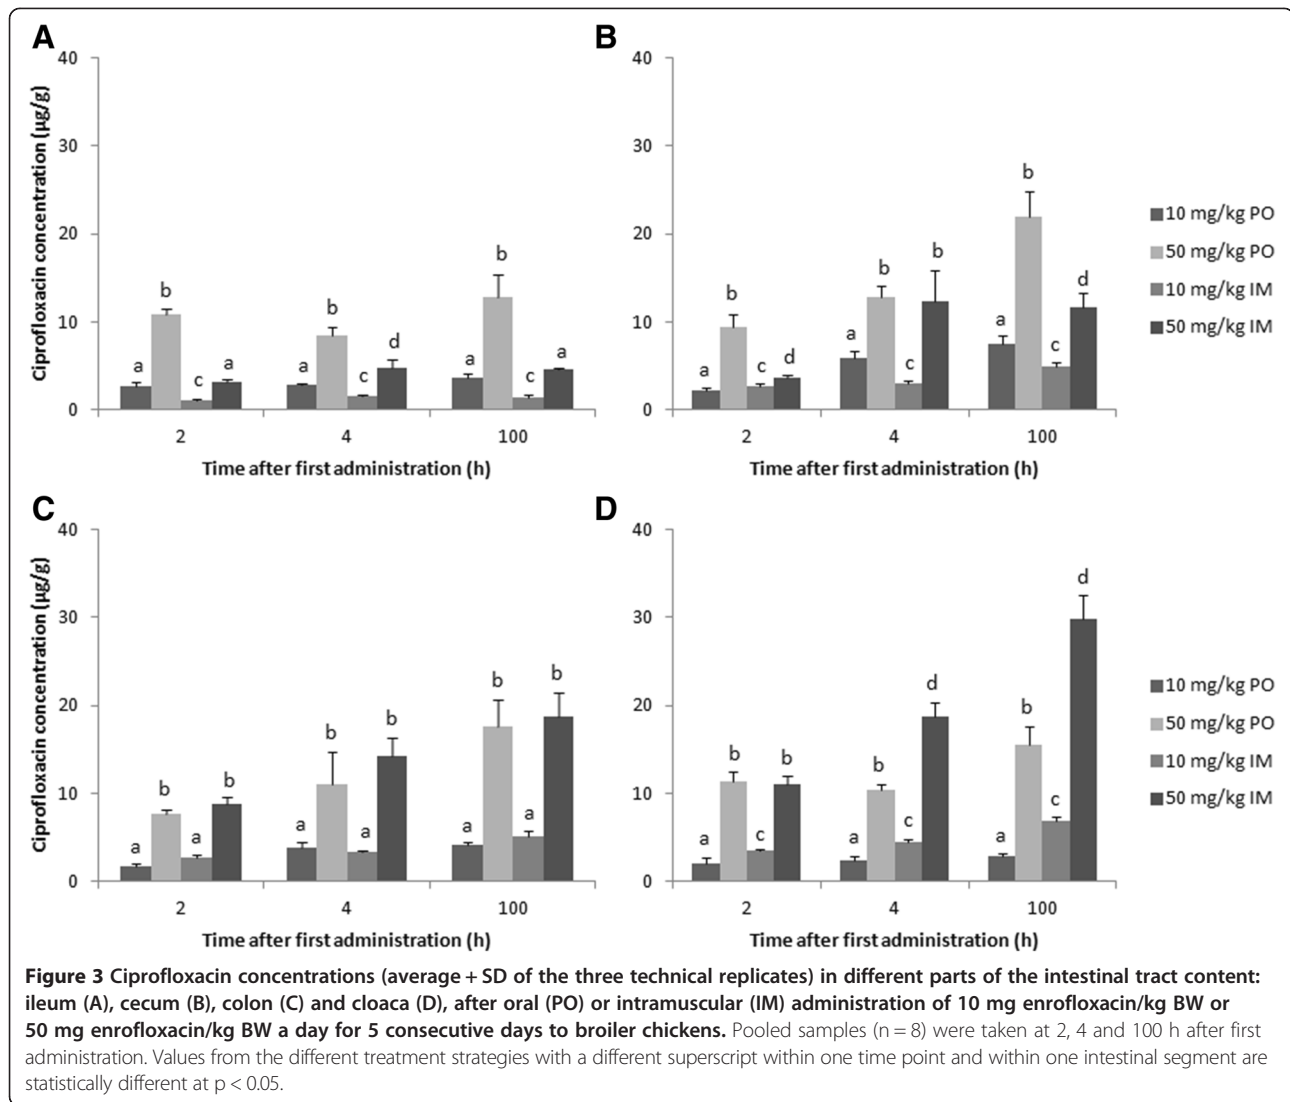 A
40
30
20
10
0
Ciprofloxacin concentration (µg/g)
a b c a
a b c d
a b c a
2 4 100
Time after first administration (h)
B
40
30
20
10
0
a b c d
a b c b
a b c d
2 4 100
Time after first administration (h)
10 mg/kg PO
50 mg/kg PO
10 mg/kg IM
50 mg/kg IM
C
40
30
20
10
0
Ciprofloxacin concentration (µg/g)
a b a b
a b a b
a b a b
2 4 100
Time after first administration (h)
D
40
30
20
10
0
a b c b
a b c d
a b c d
2 4 100
Time after first administration (h)
10 mg/kg PO
50 mg/kg PO
10 mg/kg IM
50 mg/kg IM
Figure 3 Ciprofloxacin concentrations (average + SD of the three technical replicates) in different parts of the intestinal tract content:
ileum (A), cecum (B), colon (C) and cloaca (D), after oral (PO) or intramuscular (IM) administration of 10 mg enrofloxacin/kg BW or
50 mg enrofloxacin/kg BW a day for 5 consecutive days to broiler chickens. Pooled samples (n = 8) were taken at 2, 4 and 100 h after first
administration. Values from the different treatment strategies with a different superscript within one time point and within one intestinal segment are
statistically different at p < 0.05.